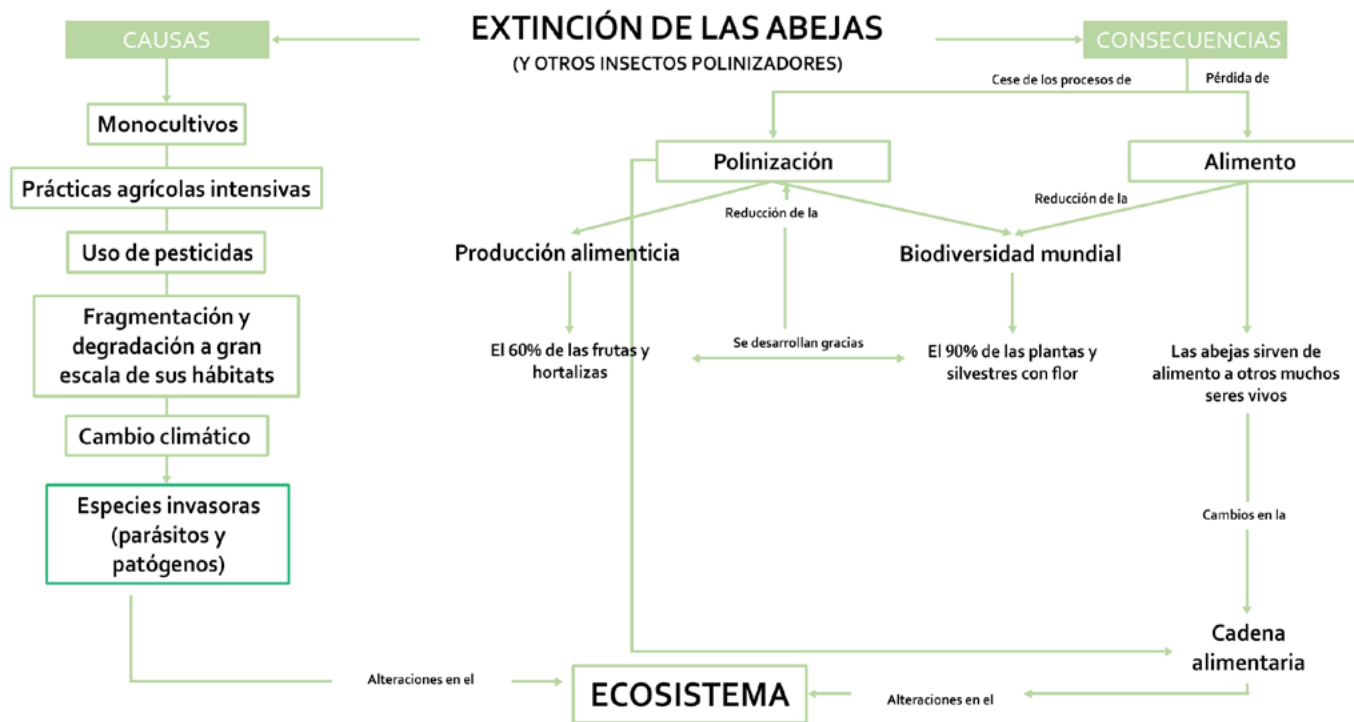 EXTINCIÓN DE LAS ABEJAS
(Y OTROS INSECTOS POLINIZADORES)
CAUSAS
Monocultivos
Prácticas agrícolas intensivas
Uso de pesticidas
Fragmentación y
degradación a gran
escala de sus hábitats
Cambio climático
Especies invasoras
(parásitos y
patógenos)
Alteraciones en el
CONSECUENCIAS
Cese de los procesos de
Pérdida de
Polinización
Alimento
Reducción de la
Reducción de la
Producción alimenticia
Biodiversidad mundial
El 60% de las frutas y
hortalizas
Se desarrollan gracias
El 90% de las plantas y
silvestres con flor
Las abejas sirven de
alimento a otros muchos
seres vivos
Cambios en la
Cadena
alimentaria
Alteraciones en el
ECOSISTEMA